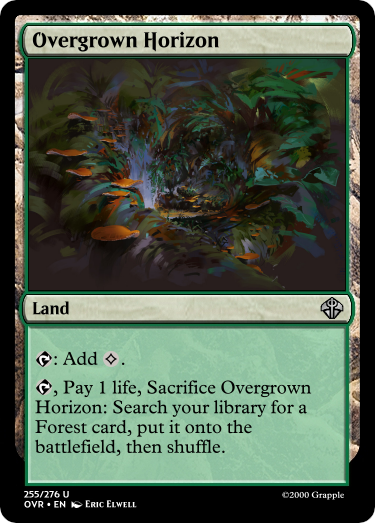 Overgrown Horizon
Land
: Add .
, Pay 1 life, Sacrifice Overgrown
Horizon: Search your library for a
Forest card, put it onto the
battlefield, then shuffle.
255/276 U
OVR • EN Eric Elwell
©2000 Grapple